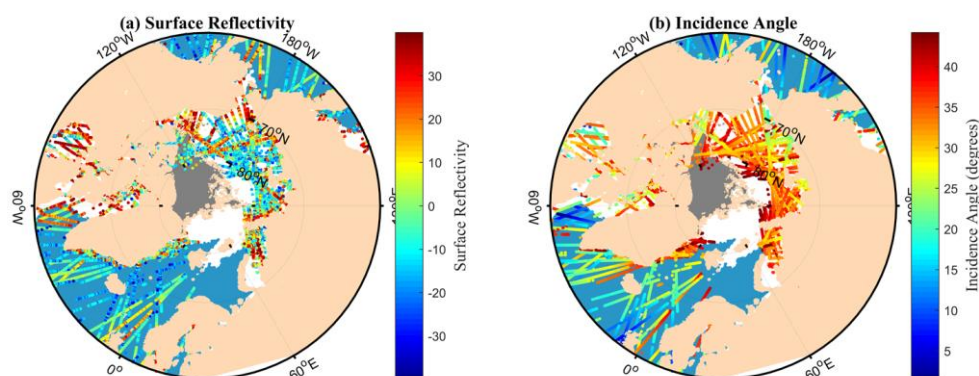 (a) Surface Reflectivity
120°W
180°W
70°N
80°N
60°W
120°E
0°
60°E
30
20
10
0
-10
-20
-30
Surface Reflectivity
(b) Incidence Angle
120°W
180°W
70°N
80°N
60°W
120°E
0°
60°E
40
35
30
25
20
15
10
5
Incidence Angle (degrees)